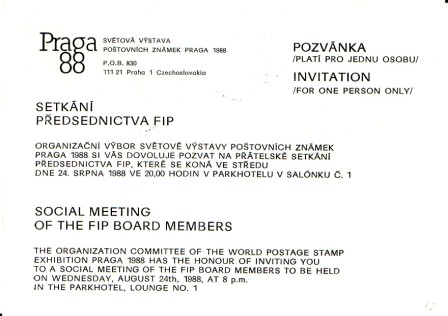 Praga
88
SVĚTOVÁ VÝSTAVA
POŠTOVNÍCH ZNÁMEK PRAGA 1988
P.O.B. 830
111 21 Praha 1 Czechoslovakia
POZVÁNKA
/PLATÍ PRO JEDNU OSOBU/
INVITATION
/FOR ONE PERSON ONLY/
SETKÁNÍ
PŘEDSEDNICTVA FIP
ORGANIZAČNÍ VÝBOR SVĚTOVÉ VÝSTAVY POŠTOVNÍCH ZNÁMEK
PRAGA 1988 SI VÁS DOVOLUJE POZVAT NA PŘÁTELSKÉ SETKÁNÍ
PŘEDSEDNICTVA FIP, KTERÉ SE KONÁ VE STŘEDU
DNE 24. SRPNA 1988 VE 20,00 HODIN V PARKHOTELU V SALÓNKU Č. 1
SOCIAL MEETING
OF THE FIP BOARD MEMBERS
THE ORGANIZATION COMMITTEE OF THE WORLD POSTAGE STAMP
EXHIBITION PRAGA 1988 HAS THE HONOUR OF INVITING YOU
TO A SOCIAL MEETING OF THE FIP BOARD MEMBERS TO BE HELD
ON WEDNESDAY, AUGUST 24th, 1988, AT 8 p.m.
IN THE PARKHOTEL, LOUNGE NO. 1